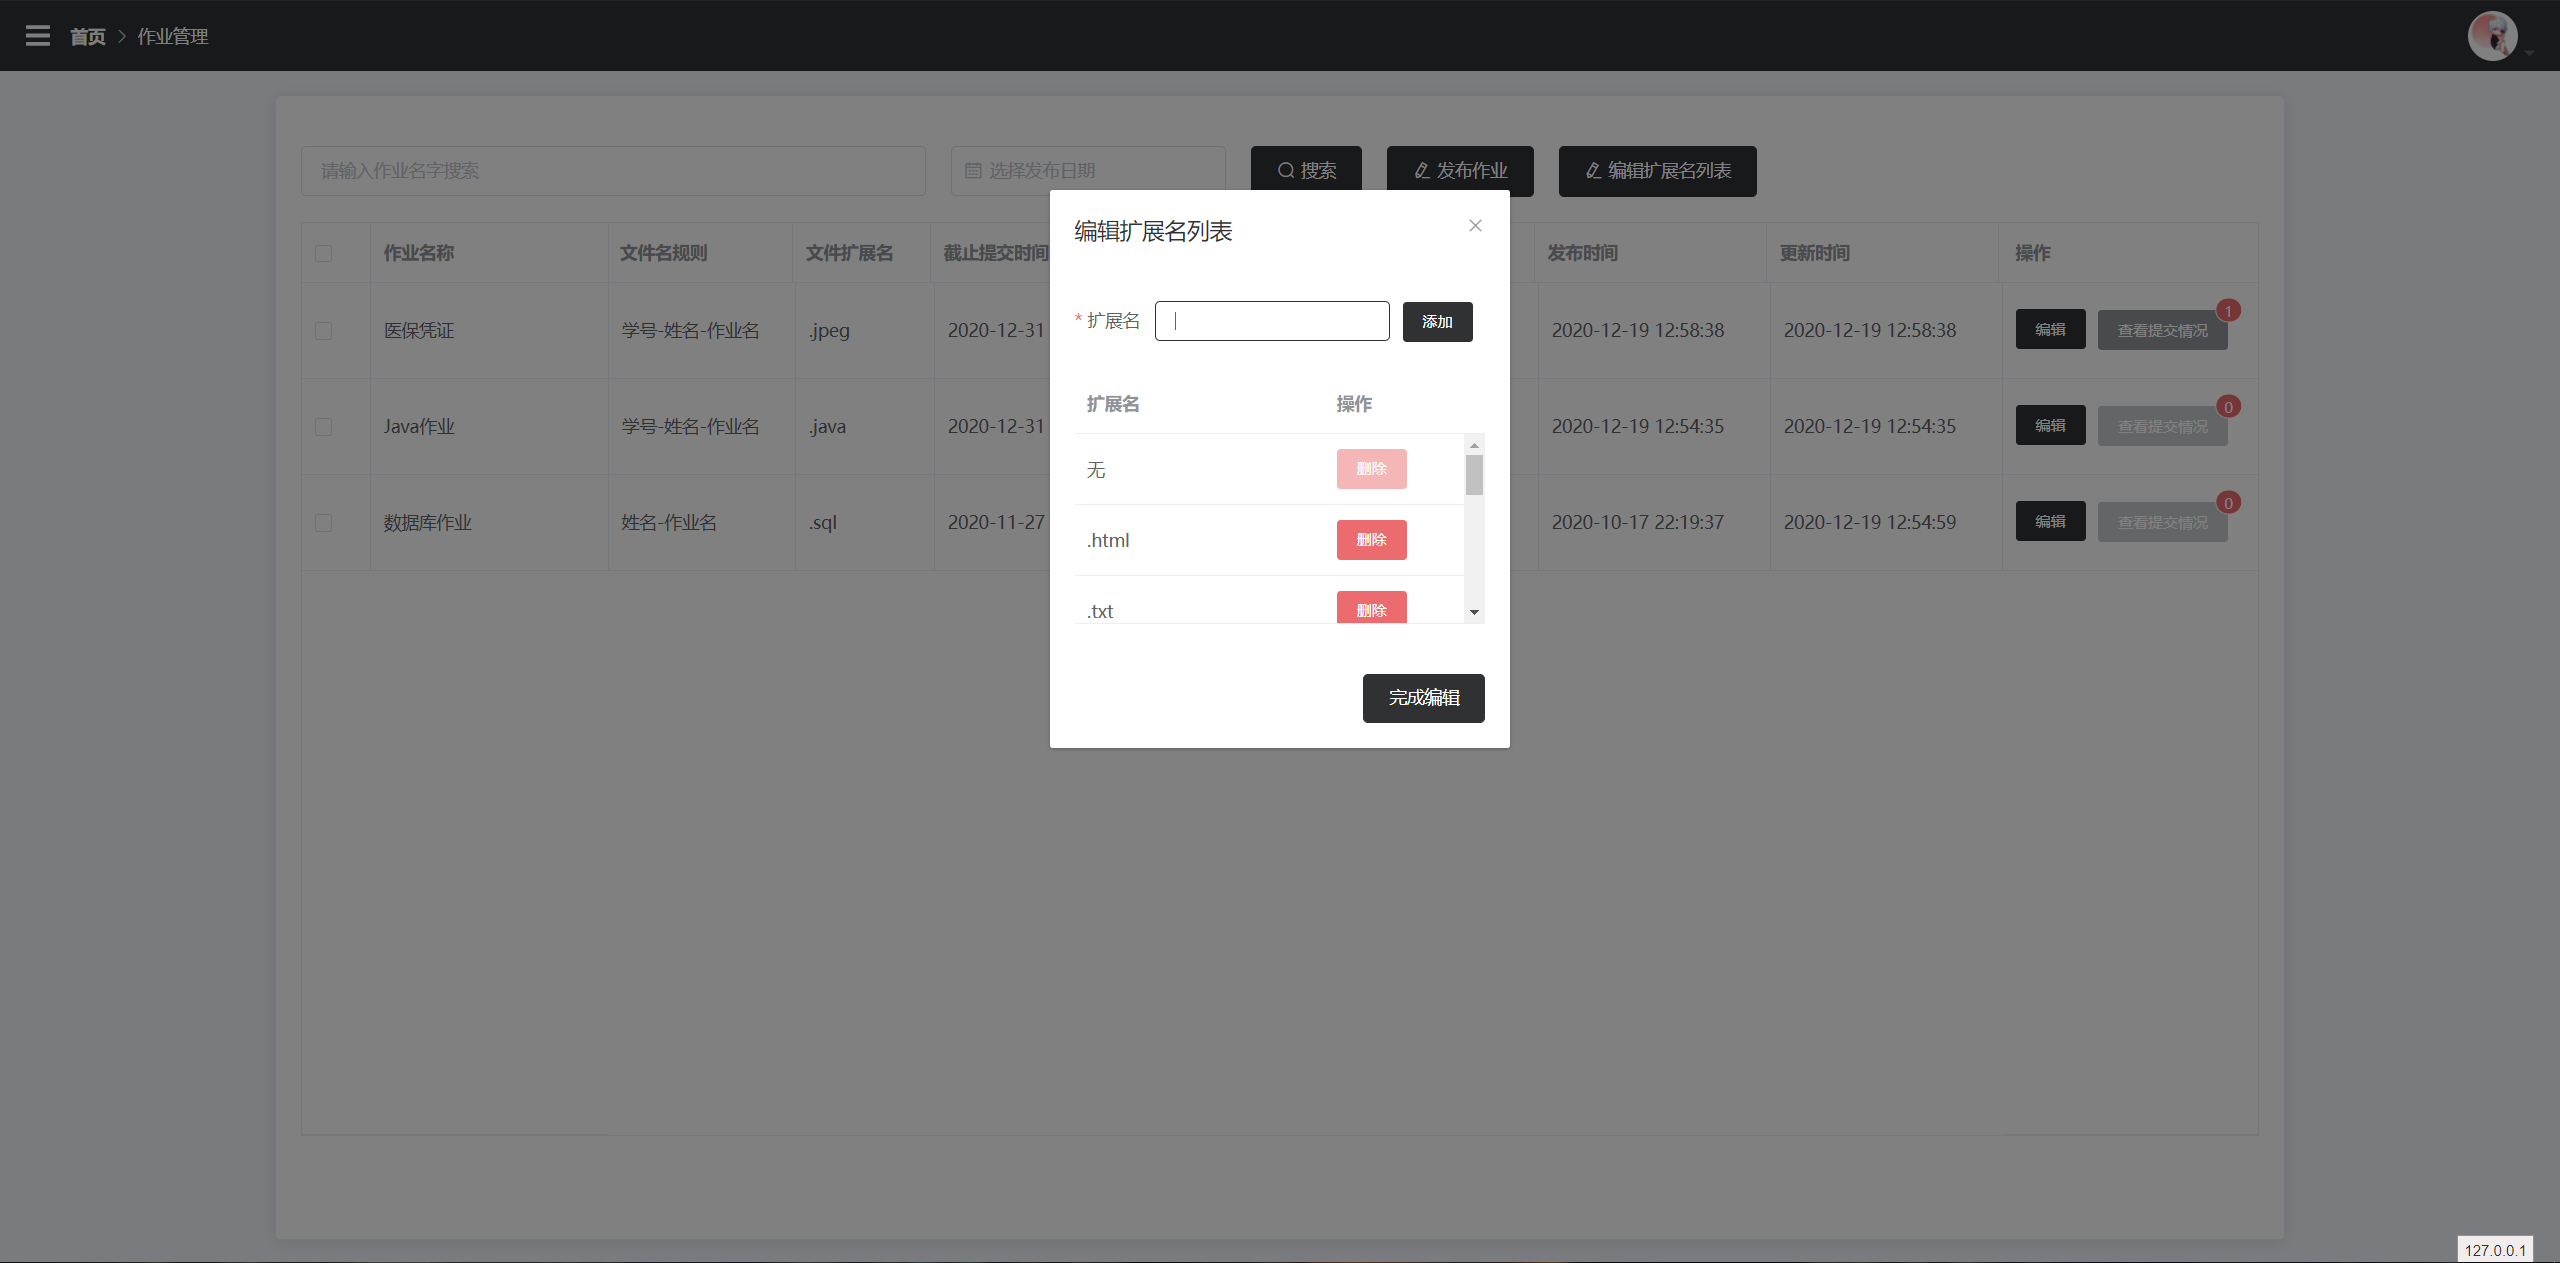 首页 > 作业管理
请输入作业名字搜索 选择发布日期 搜索 发布作业 编辑扩展名列表
作业名称 文件名规则 文件扩展名 截止提交时间 发布时间 更新时间 操作
医保凭证 学号-姓名-作业名 .jpeg 2020-12-31 2020-12-19 12:58:38 2020-12-19 12:58:38 编辑 查看提交情况 1
Java作业 学号-姓名-作业名 .java 2020-12-31 2020-12-19 12:54:35 2020-12-19 12:54:35 编辑 查看提交情况 0
数据库作业 姓名-作业名 .sql 2020-11-27 2020-10-17 22:19:37 2020-12-19 12:54:59 编辑 查看提交情况 0
编辑扩展名列表
* 扩展名 添加
扩展名 操作
无 删除
.html 删除
.txt 删除
完成编辑
127.0.0.1